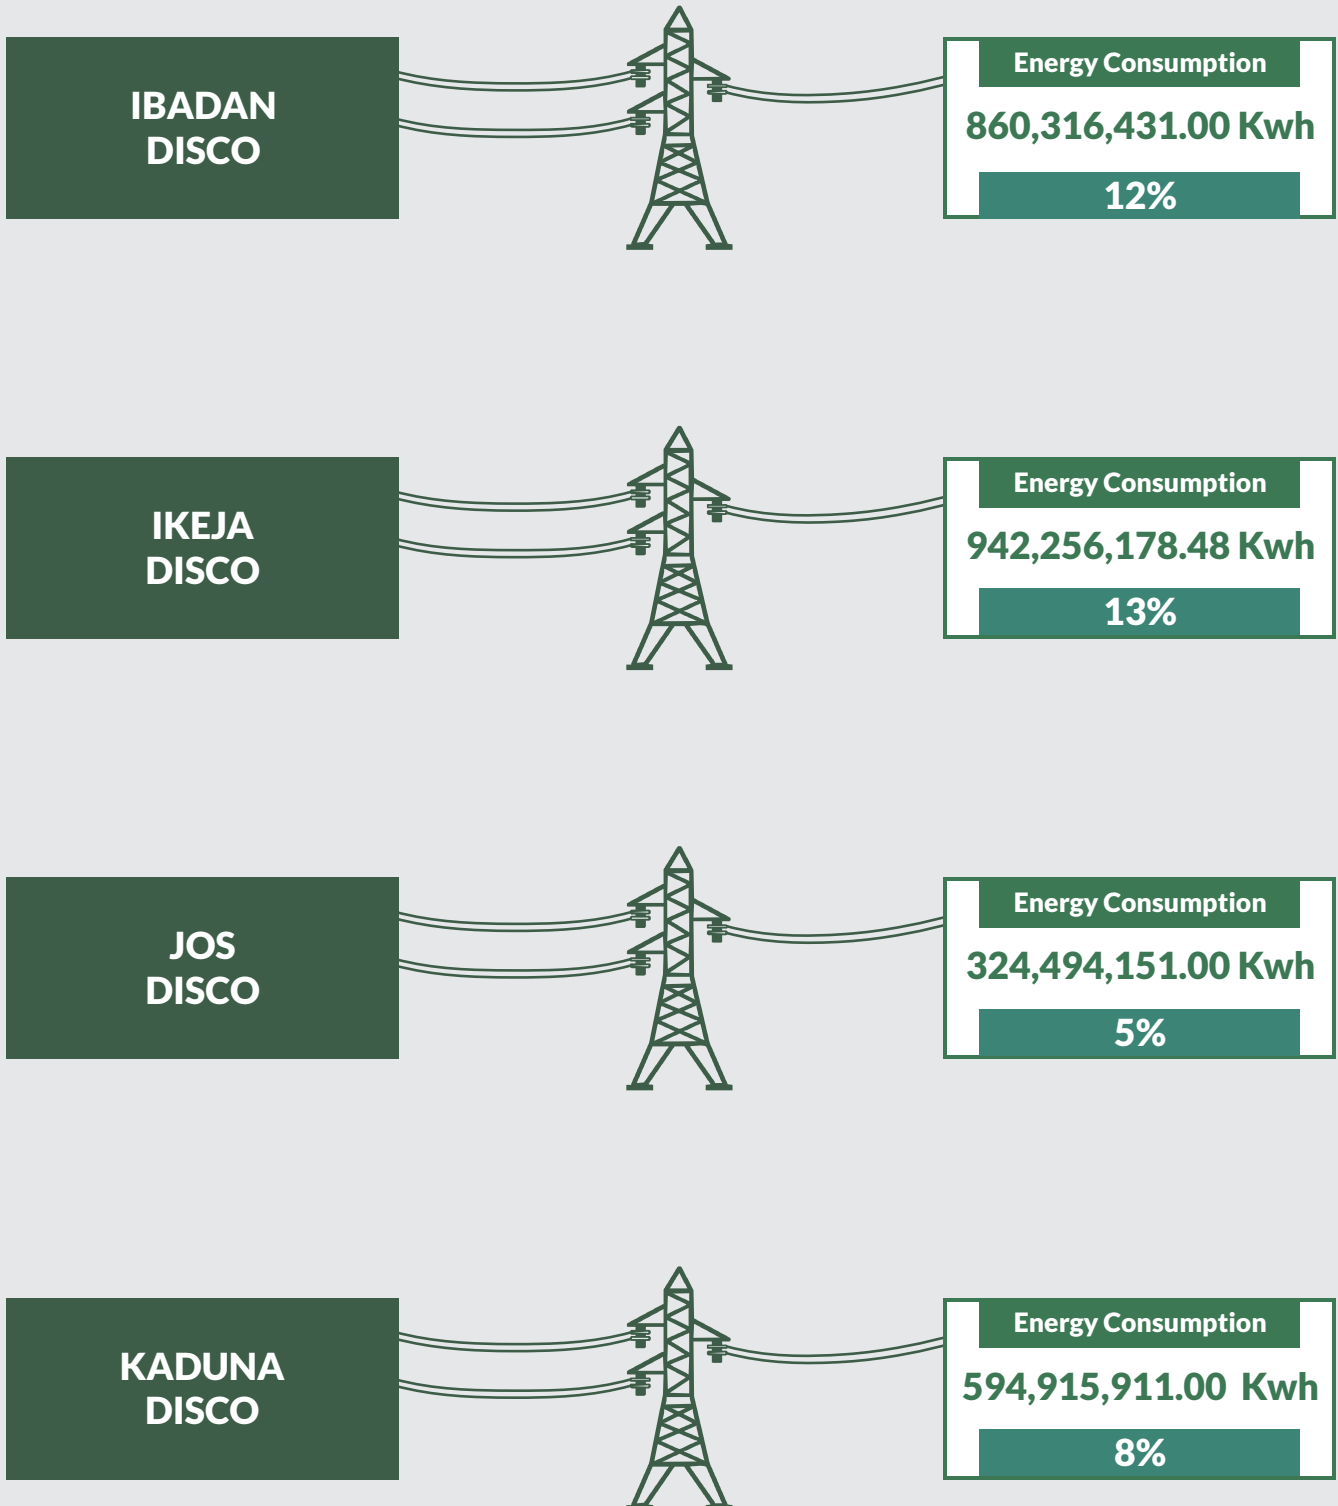 IBADAN
DISCO
Energy Consumption
860,316,431.00 Kwh
12%
IKEJA
DISCO
Energy Consumption
942,256,178.48 Kwh
13%
JOS
DISCO
Energy Consumption
324,494,151.00 Kwh
5%
KADUNA
DISCO
Energy Consumption
594,915,911.00 Kwh
8%